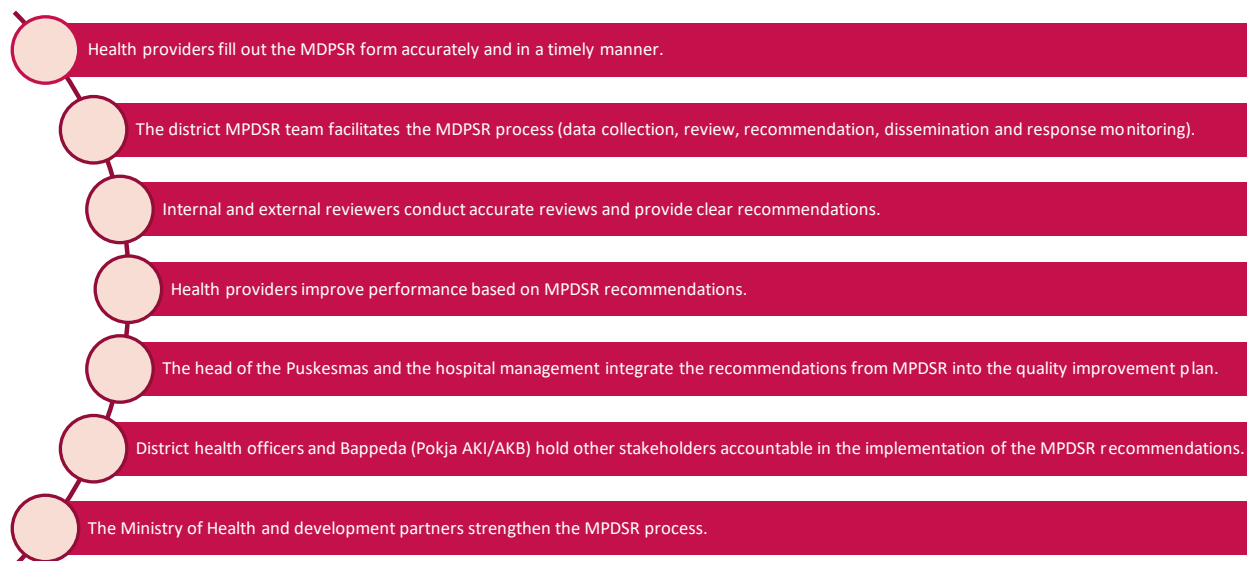 Health providers fill out the MDPSR form accurately and in a timely manner.
The district MPDSR team facilitates the MDPSR process (data collection, review, recommendation, dissemination and response monitoring).
Internal and external reviewers conduct accurate reviews and provide clear recommendations.
Health providers improve performance based on MPDSR recommendations.
The head of the Puskesmas and the hospital management integrate the recommendations from MPDSR into the quality improvement plan.
District health officers and Bappeda (Pokja AKI/AKB) hold other stakeholders accountable in the implementation of the MPDSR recommendations.
The Ministry of Health and development partners strengthen the MPDSR process.